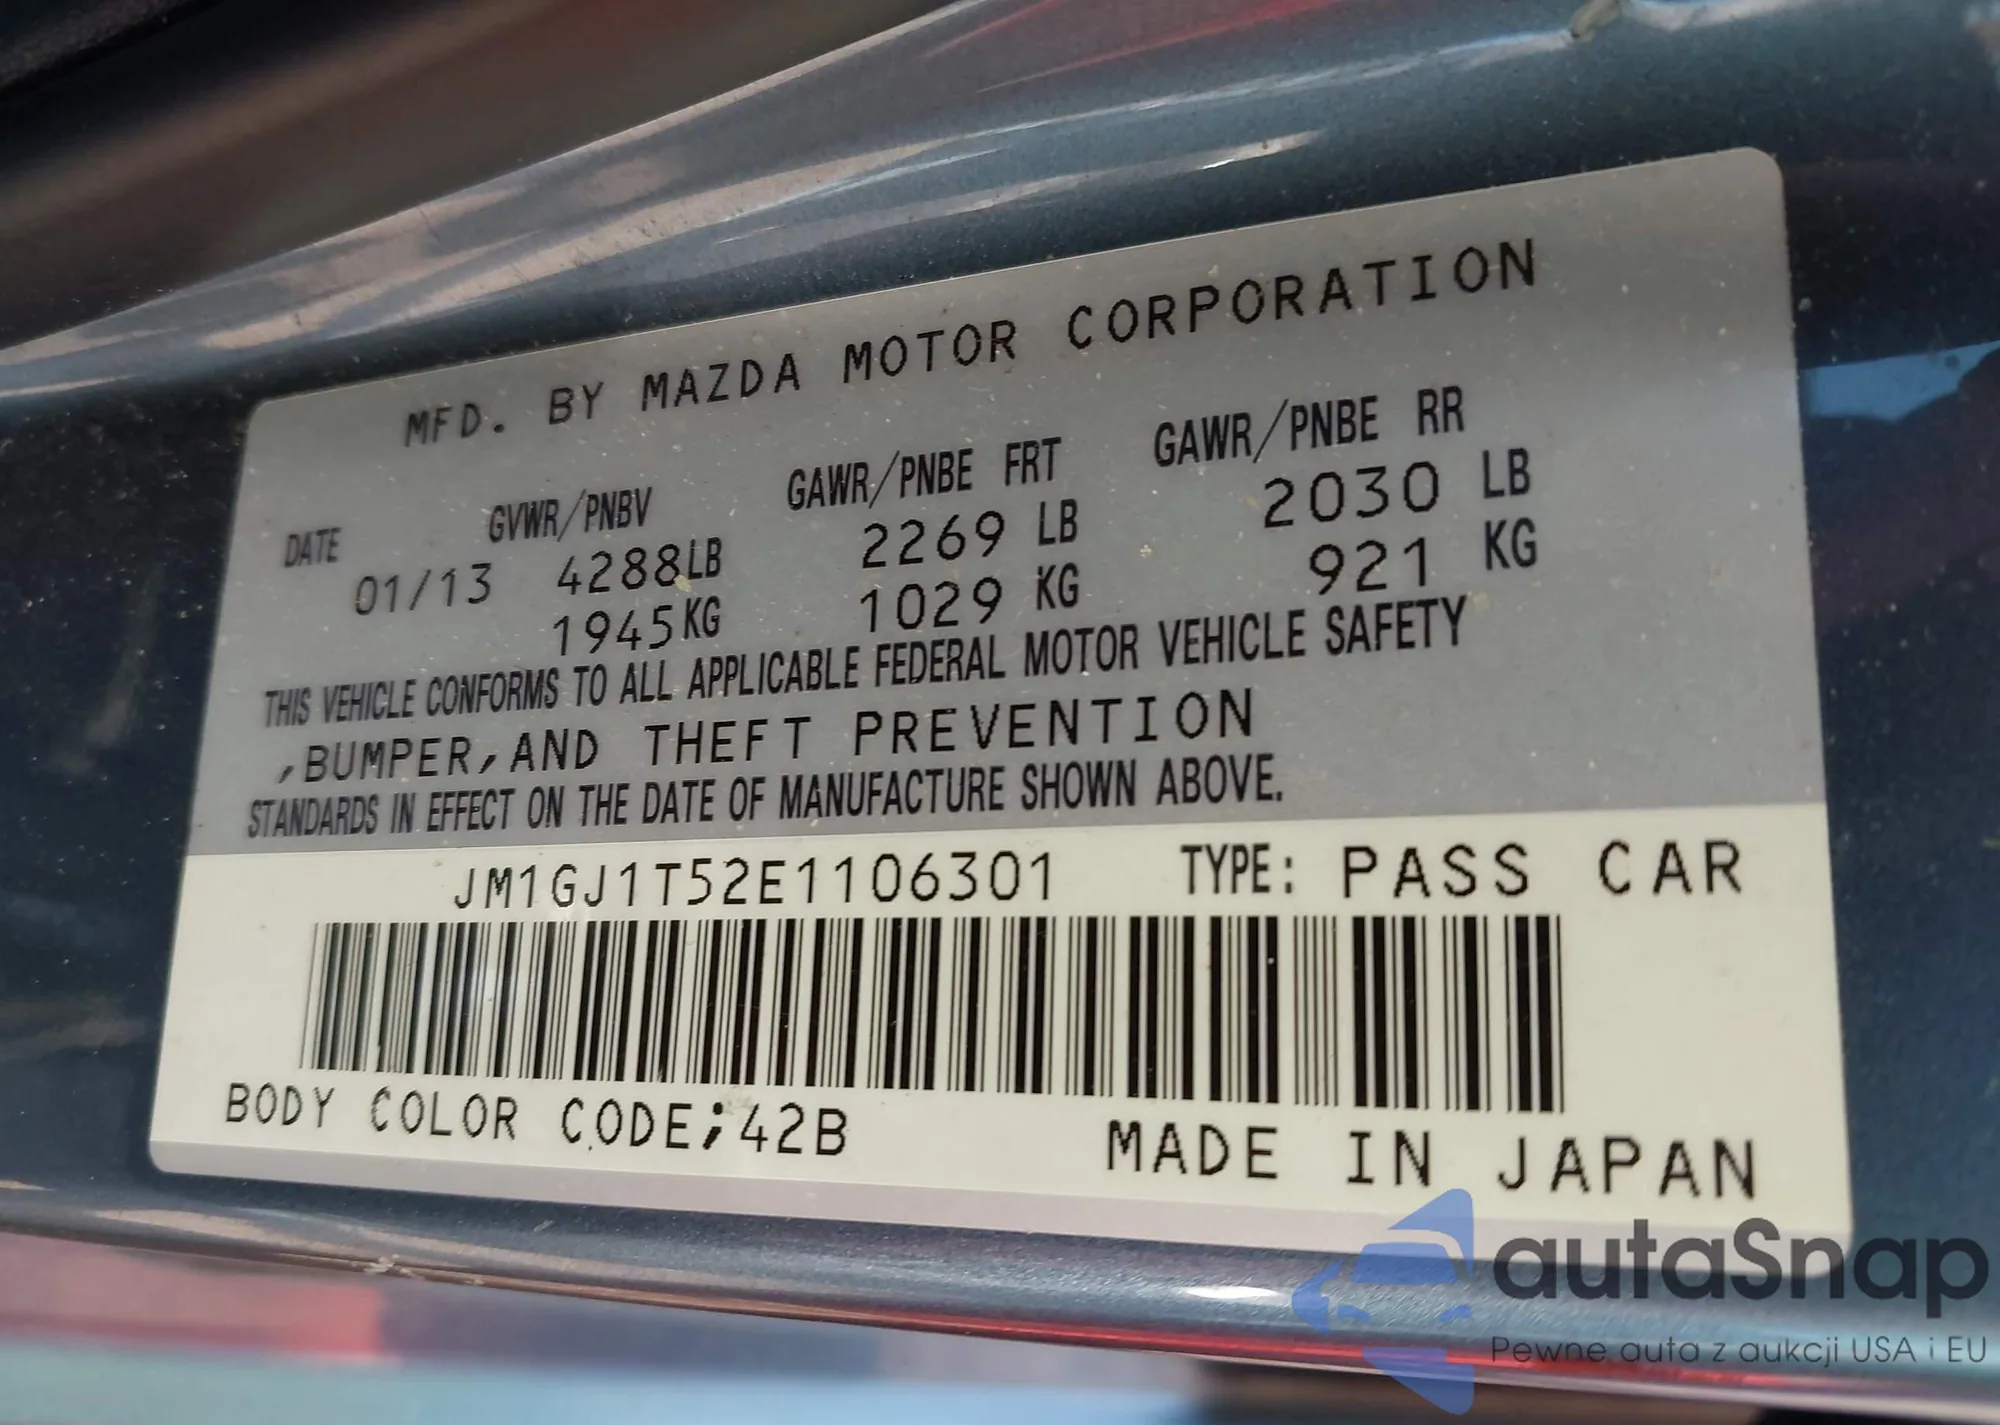 MFD. BY MAZDA MOTOR CORPORATION
DATE GVWR/PNBV GAWR/PNBE FRT GAWR/PNBE RR
01/13 4288LB 2269 LB 2030 LB
1945KG 1029 KG 921 KG
THIS VEHICLE CONFORMS TO ALL APPLICABLE FEDERAL MOTOR VEHICLE SAFETY
,BUMPER,AND THEFT PREVENTION
STANDARDS IN EFFECT ON THE DATE OF MANUFACTURE SHOWN ABOVE.
JM1GJ1T52E1106301 TYPE: PASS CAR
BODY COLOR CODE;42B MADE IN JAPAN
autaSnap
Pewne auta z aukcji USA i EU